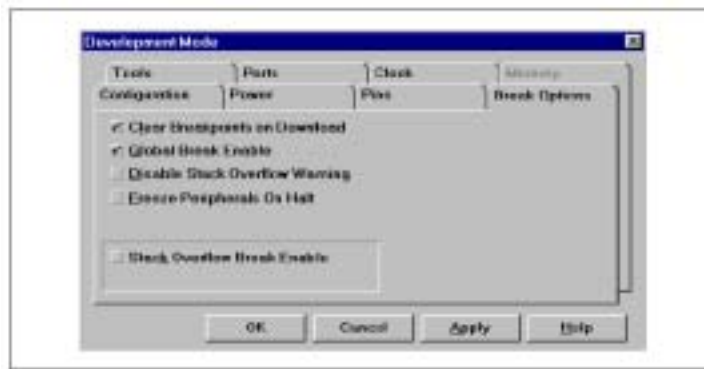 Development Mode
Tools Ports Clock Memory
Configuration Power Pins Break Options
Clear Breakpoints on Download
Global Break Enable
Disable Stack Overflow Warning
Freeze Peripherals On Halt
Stack Overflow Break Enable
OK Cancel Apply Help